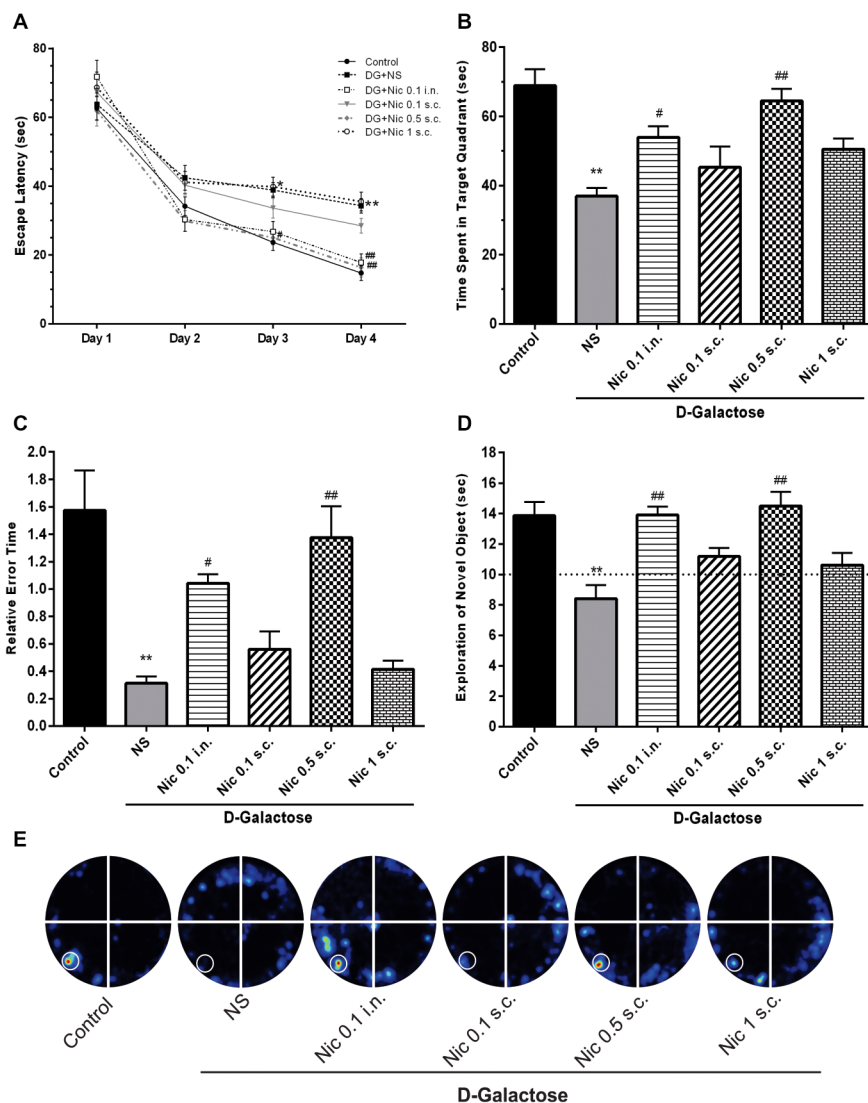 A
Escape Latency (sec)
80
60
40
20
0
Day 1
Day 2
Day 3
Day 4
Control
DG+NS
DG+Nic 0.1 i.n.
DG+Nic 0.1 s.c.
DG+Nic 0.5 s.c.
DG+Nic 1 s.c.
*
**
#
##
##
B
Time Spent in Target Quadrant (sec)
80
60
40
20
0
**
#
##
Control
NS
Nic 0.1 i.n.
Nic 0.1 s.c.
Nic 0.5 s.c.
Nic 1 s.c.
D-Galactose
C
Relative Error Time
2.0
1.8
1.6
1.4
1.2
1.0
0.8
0.6
0.4
0.2
0.0
**
#
##
Control
NS
Nic 0.1 i.n.
Nic 0.1 s.c.
Nic 0.5 s.c.
Nic 1 s.c.
D-Galactose
D
Exploration of Novel Object (sec)
20
18
16
14
12
10
8
6
4
2
0
**
##
##
Control
NS
Nic 0.1 i.n.
Nic 0.1 s.c.
Nic 0.5 s.c.
Nic 1 s.c.
D-Galactose
E
Control
NS
Nic 0.1 i.n.
Nic 0.1 s.c.
Nic 0.5 s.c.
Nic 1 s.c.
D-Galactose